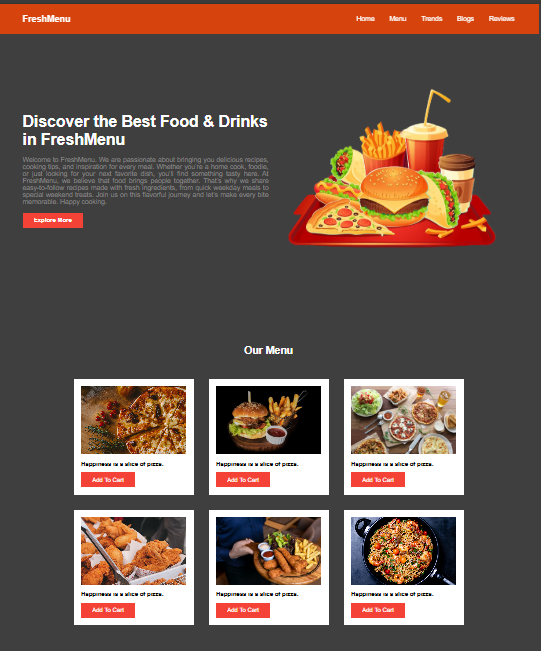 FreshMenu
Home Menu Trends Blogs Reviews
Discover the Best Food & Drinks
in FreshMenu
Welcome to FreshMenu. We are passionate about bringing you delicious recipes,
cooking tips, and inspiration for every meal. Whether you're a home cook, foodie,
or just looking for your next favorite dish, you'll find something tasty here. At
FreshMenu, we believe that food brings people together. That's why we share
easy-to-follow recipes made with fresh ingredients, from quick weekday meals to
special weekend treats. Join us on this flavorful journey and let's make every bite
memorable. Happy cooking.
Explore More
Our Menu
Happiness is a slice of pizza.
Add To Cart
Happiness is a slice of pizza.
Add To Cart
Happiness is a slice of pizza.
Add To Cart
Happiness is a slice of pizza.
Add To Cart
Happiness is a slice of pizza.
Add To Cart
Happiness is a slice of pizza.
Add To Cart